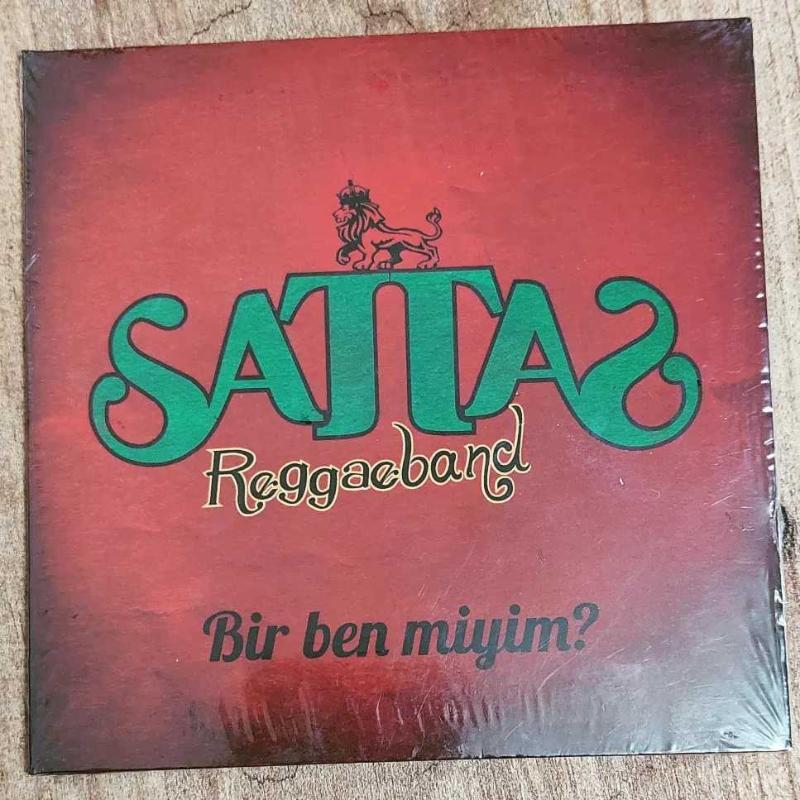 SATTAS
Reggaeband
Bir ben miyim?